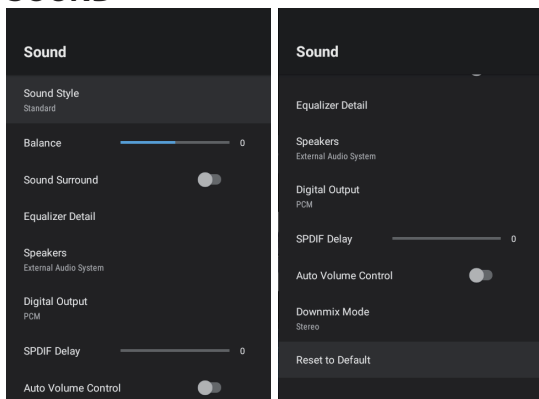 SOUND
Sound
Sound Style
Standard
Balance 0
Sound Surround
Equalizer Detail
Speakers
External Audio System
Digital Output
PCM
SPDIF Delay 0
Auto Volume Control
Sound
Equalizer Detail
Speakers
External Audio System
Digital Output
PCM
SPDIF Delay 0
Auto Volume Control
Downmix Mode
Stereo
Reset to Default